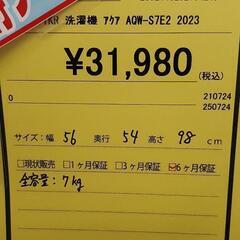 洗濯機 アクア AQW-S7E2 2023
¥31,980
(税込)
0 210724
250724
サイズ:幅 56 奥行 54 高さ 98 cm
□現状販売 □1ヶ月保証 □3ヶ月保証 ☑6ヶ月保証
全容量:7kg